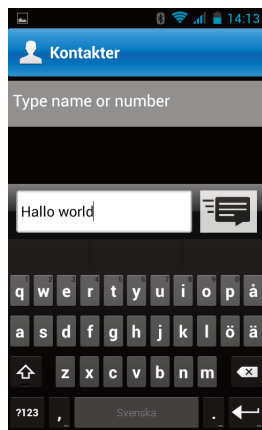 14:13
Kontakter
Type name or number
Hallo world
q w e r t y u i o p å
a s d f g h j k l ö ä
z x c v b n m
?123 , Svenska .